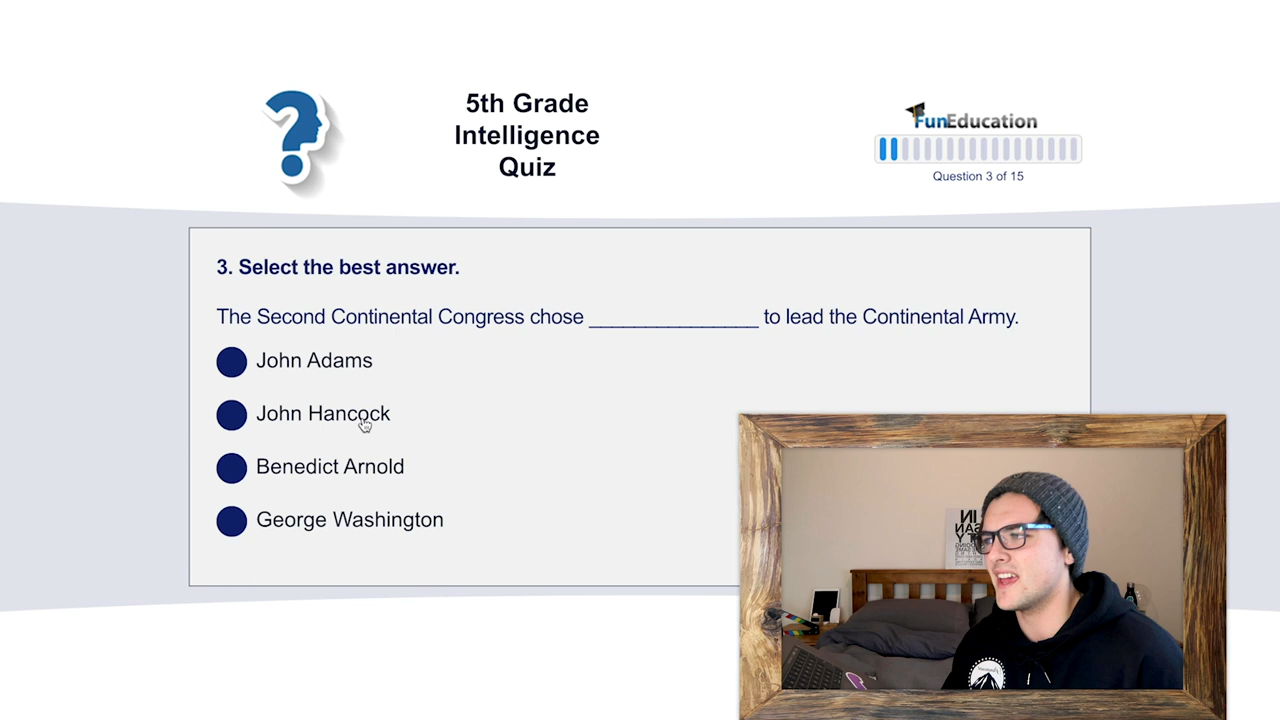 5th Grade
Intelligence
Quiz
FunEducation
Question 3 of 15
3. Select the best answer.
The Second Continental Congress chose _______________ to lead the Continental Army.
John Adams
John Hancock
Benedict Arnold
George Washington